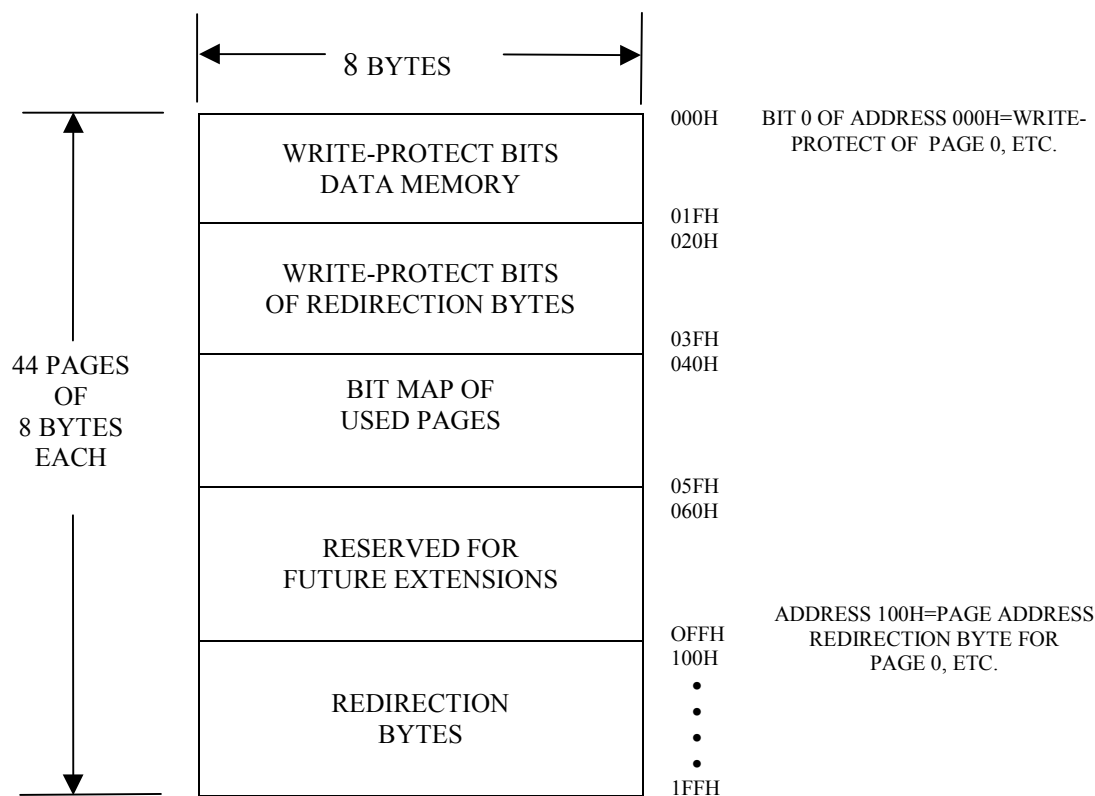 8 BYTES
000H
BIT 0 OF ADDRESS 000H=WRITE-
PROTECT OF PAGE 0, ETC.
WRITE-PROTECT BITS
DATA MEMORY
01FH
020H
WRITE-PROTECT BITS
OF REDIRECTION BYTES
03FH
040H
44 PAGES
OF
8 BYTES
EACH
BIT MAP OF
USED PAGES
05FH
060H
RESERVED FOR
FUTURE EXTENSIONS
OFFH
100H
ADDRESS 100H=PAGE ADDRESS
REDIRECTION BYTE FOR
PAGE 0, ETC.
REDIRECTION
BYTES
•
•
•
•
1FFH